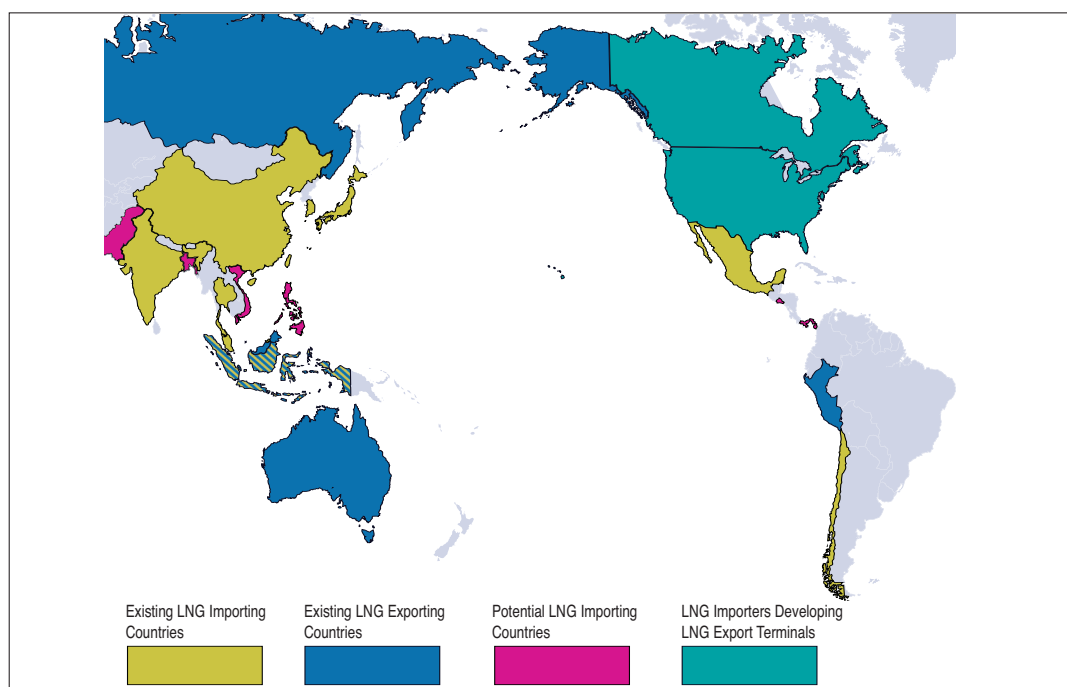 Existing LNG Importing
Countries
Existing LNG Exporting
Countries
Potential LNG Importing
Countries
LNG Importers Developing
LNG Export Terminals